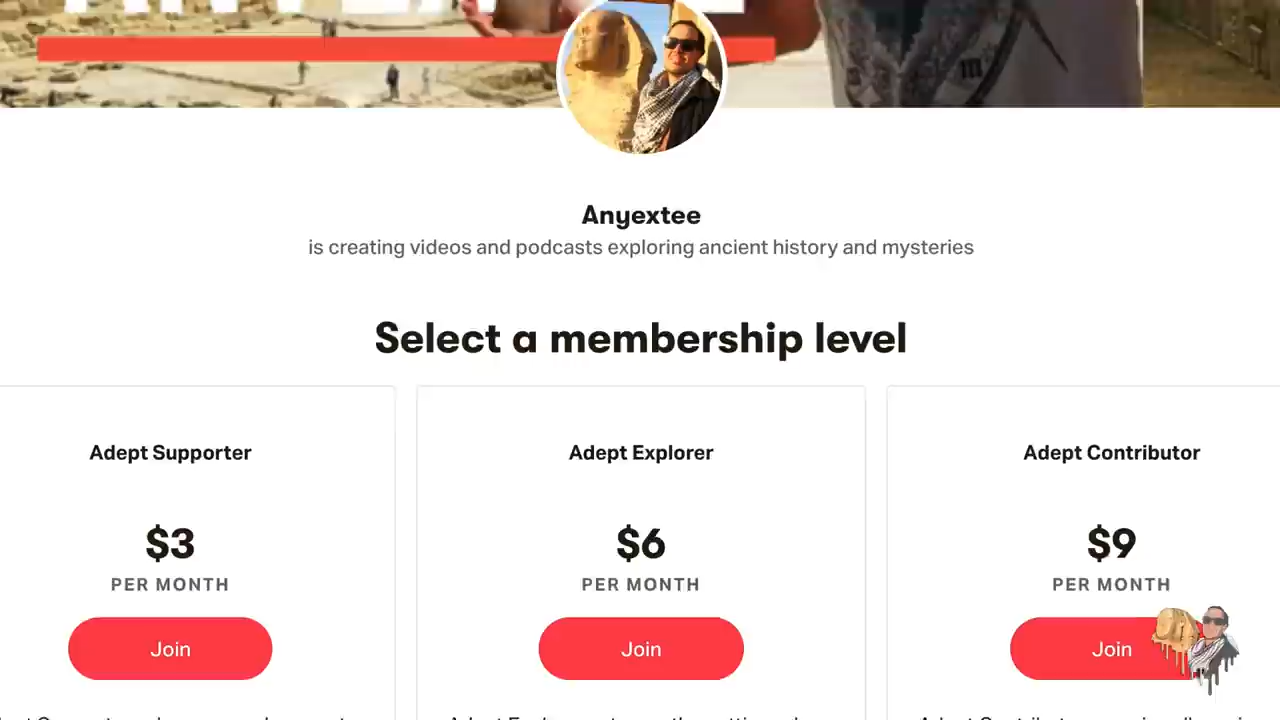 Anyextee
is creating videos and podcasts exploring ancient history and mysteries
Select a membership level
Adept Supporter
$3
PER MONTH
Join
Adept Explorer
$6
PER MONTH
Join
Adept Contributor
$9
PER MONTH
Join